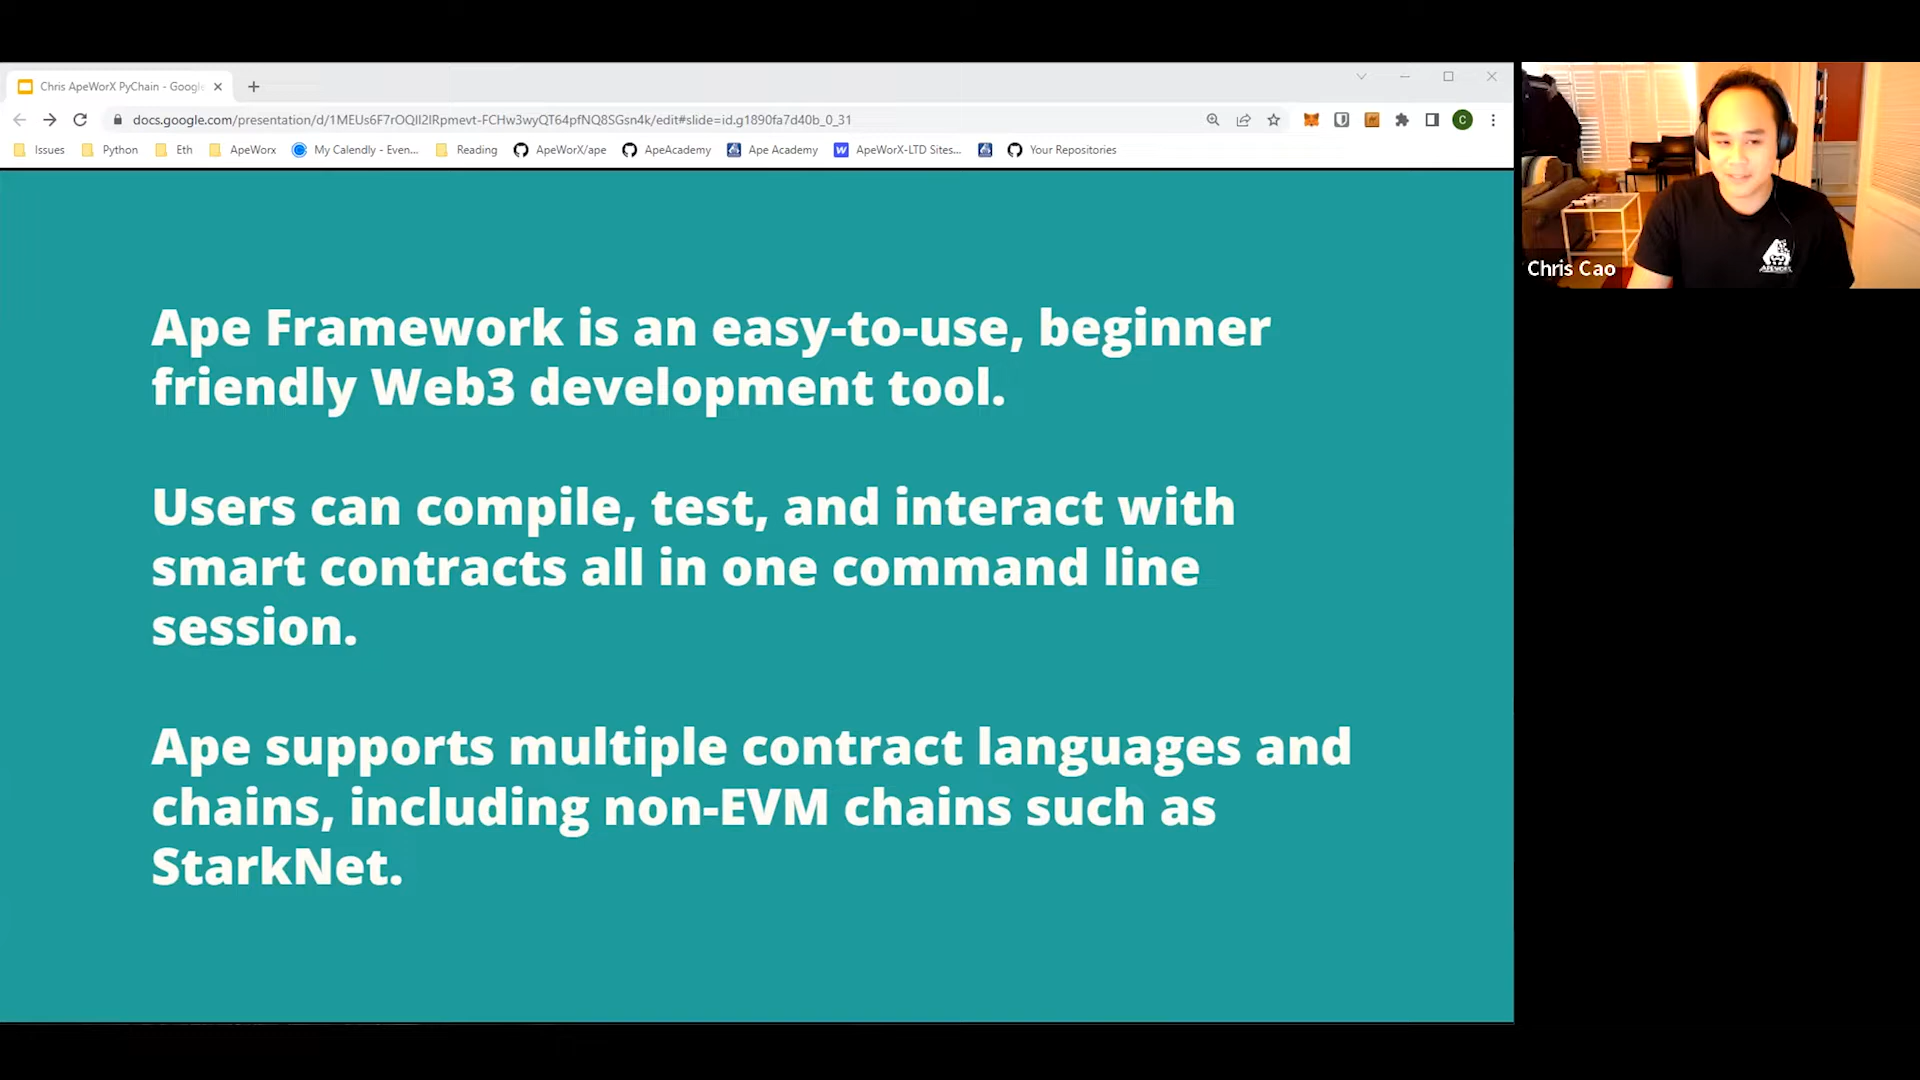 Chris ApeWorX PyChain - Google
docs.google.com/presentation/d/1MEUs6F7rOQIl2lRpmevt-FCHw3wyQT64pfNQ8SGsn4k/edit#slide=id.g1890fa7d40b_0_31
C
Issues
Python
Eth
ApeWorx
My Calendly - Even...
Reading
ApeWorX/ape
ApeAcademy
Ape Academy
ApeWorX-LTD Sites...
Your Repositories
Ape Framework is an easy-to-use, beginner
friendly Web3 development tool.
Users can compile, test, and interact with
smart contracts all in one command line
session.
Ape supports multiple contract languages and
chains, including non-EVM chains such as
StarkNet.
APEWORX
Chris Cao